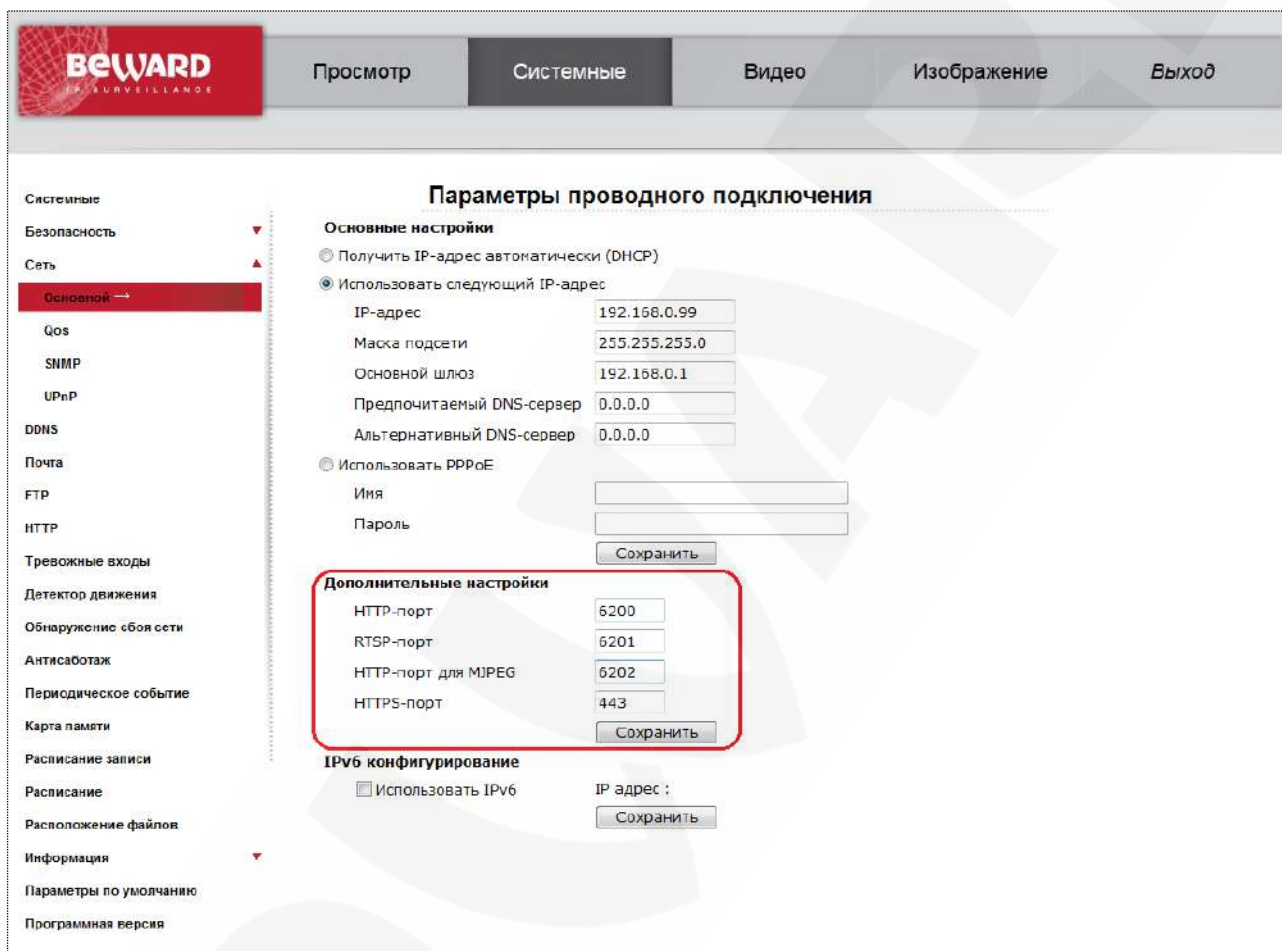 BEWARD
IP SURVEILLANCE
Просмотр
Системные
Видео
Изображение
Выход
Системные
Безопасность
Сеть
Основной →
Qos
SNMP
UPnP
DDNS
Почта
FTP
HTTP
Тревожные входы
Детектор движения
Обнаружение сбоя сети
Антисаботаж
Периодическое событие
Карта памяти
Расписание записи
Расписание
Расположение файлов
Информация
Параметры по умолчанию
Программная версия
Параметры проводного подключения
Основные настройки
Получить IP-адрес автоматически (DHCP)
Использовать следующий IP-адрес
IP-адрес 192.168.0.99
Маска подсети 255.255.255.0
Основной шлюз 192.168.0.1
Предпочитаемый DNS-сервер 0.0.0.0
Альтернативный DNS-сервер 0.0.0.0
Использовать PPPoE
Имя
Пароль
Сохранить
Дополнительные настройки
HTTP-порт 6200
RTSP-порт 6201
HTTP-порт для MJPEG 6202
HTTPS-порт 443
Сохранить
IPv6 конфигурирование
Использовать IPv6 IP адрес :
Сохранить